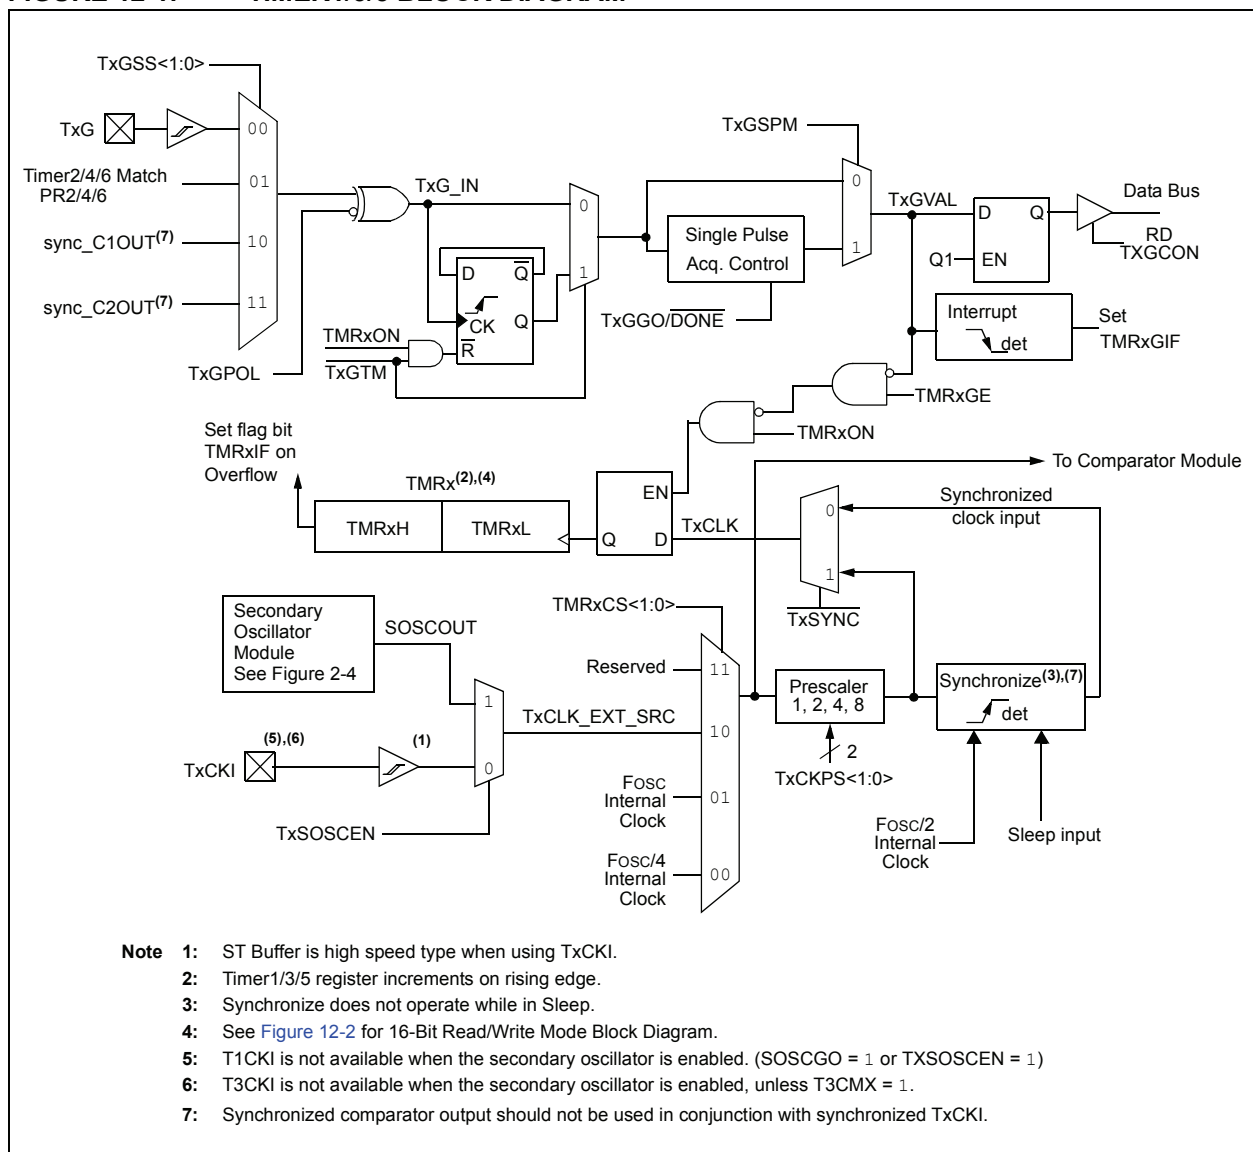 TxGSS<1:0>
TxG
00
Timer2/4/6 Match
PR2/4/6
01
sync_C1OUT(7)
10
sync_C2OUT(7)
11
TxGPOL
TxG_IN
0
1
D
Q
CK
Q
R
TMRxON
TxGTM
TxGSPM
Single Pulse
Acq. Control
TxGGO/DONE
0
1
TxGVAL
D
Q
Q1
EN
Data Bus
RD
TXGCON
Interrupt
det
Set
TMRxGIF
TMRxGE
TMRxON
Set flag bit
TMRxIF on
Overflow
TMRx(2),(4)
TMRxH
TMRxL
EN
Q
D
TxCLK
To Comparator Module
Synchronized
clock input
0
1
TxSYNC
TMRxCS<1:0>
Secondary
Oscillator
Module
See Figure 2-4
SOSCOUT
Reserved
11
Prescaler
1, 2, 4, 8
Synchronize(3),(7)
det
1
TxCLK_EXT_SRC
10
(5),(6)
(1)
TxCKI
0
2
TxCKPS<1:0>
FOSC
Internal
Clock
01
TxSOSCEN
FOSC/2
Internal
Clock
Sleep input
FOSC/4
Internal
Clock
00
Note 1: ST Buffer is high speed type when using TxCKI.
2: Timer1/3/5 register increments on rising edge.
3: Synchronize does not operate while in Sleep.
4: See Figure 12-2 for 16-Bit Read/Write Mode Block Diagram.
5: T1CKI is not available when the secondary oscillator is enabled. (SOSCGO = 1 or TXSOSCEN = 1)
6: T3CKI is not available when the secondary oscillator is enabled, unless T3CMX = 1.
7: Synchronized comparator output should not be used in conjunction with synchronized TxCKI.